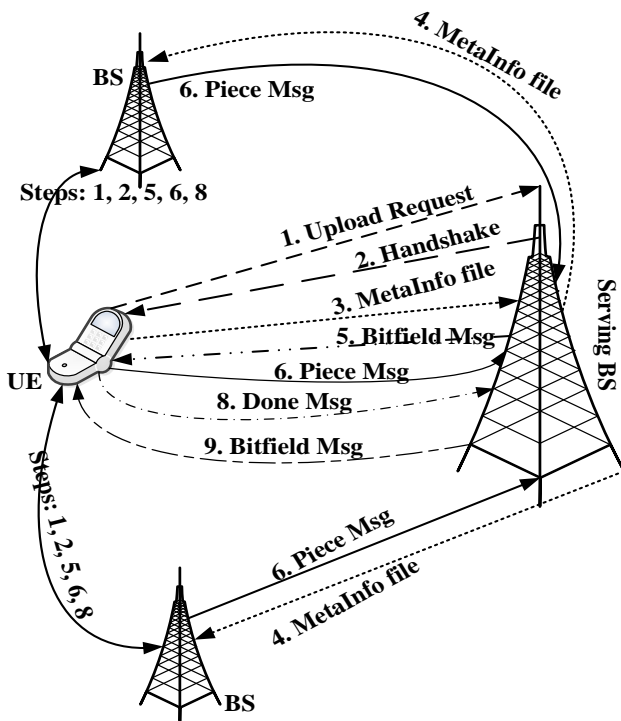 4. MetaInfo file
BS
6. Piece Msg
Steps: 1, 2, 5, 6, 8
1. Upload Request
2. Handshake
3. MetaInfo file
Serving BS
5. Bitfield Msg
UE
6. Piece Msg
8. Done Msg
9. Bitfield Msg
Steps: 1, 2, 5, 6, 8
6. Piece Msg
4. MetaInfo file
BS